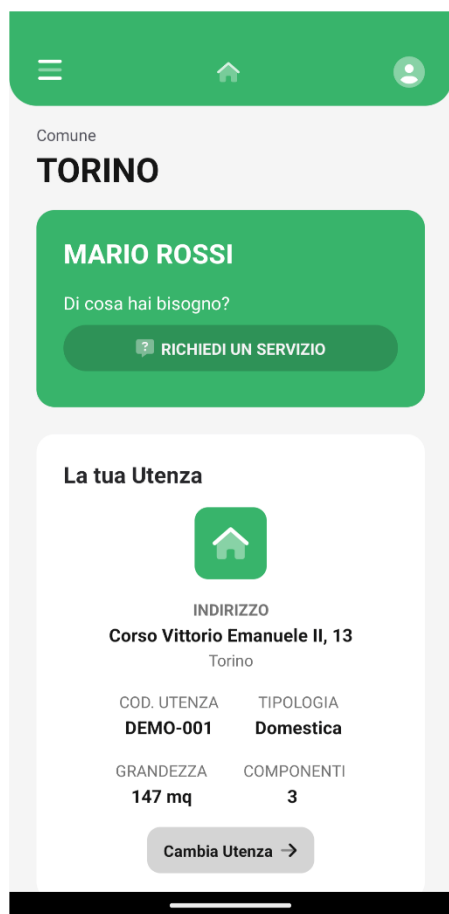 Comune
TORINO
MARIO ROSSI
Di cosa hai bisogno?
? RICHIEDI UN SERVIZIO
La tua Utenza
INDIRIZZO
Corso Vittorio Emanuele II, 13
Torino
COD. UTENZA TIPOLOGIA
DEMO-001 Domestica
GRANDEZZA COMPONENTI
147 mq 3
Cambia Utenza →